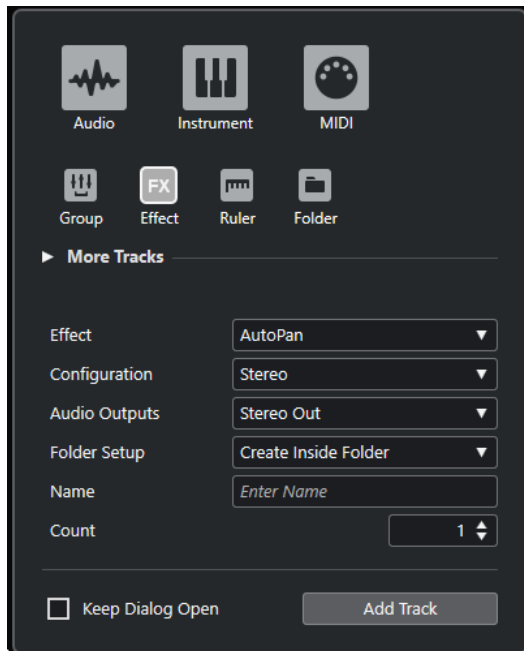 Audio Instrument MIDI
FX
Group Effect Ruler Folder
More Tracks
Effect AutoPan
Configuration Stereo
Audio Outputs Stereo Out
Folder Setup Create Inside Folder
Name Enter Name
Count 1
Keep Dialog Open Add Track